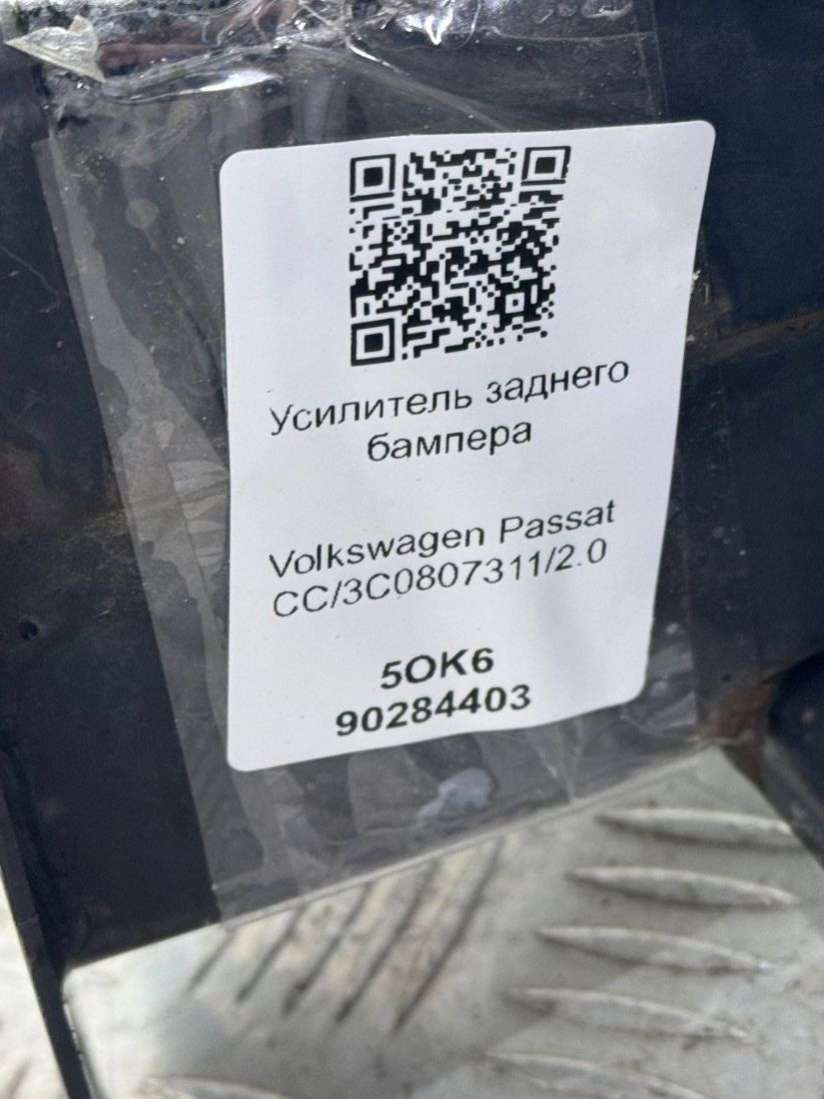 Усилитель заднего
бампера
Volkswagen Passat
CC/3C0807311/2.0
5OK6
90284403